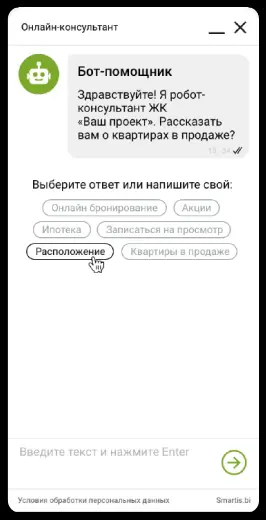 Онлайн-консультант
Бот-помощник
Здравствуйте! Я робот-
консультант ЖК
«Ваш проект». Рассказать
вам о квартирах в продаже?
Выберите ответ или напишите свой:
Онлайн бронирование
Акции
Ипотека
Записаться на просмотр
Расположение
Квартиры в продаже
Введите текст и нажмите Enter
Условия обработки персональных данных
Smartis.bi